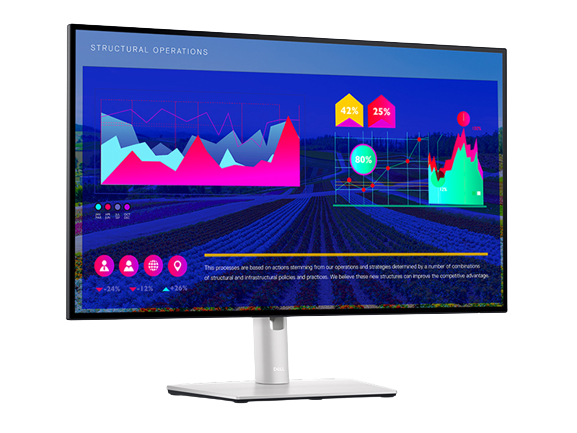 STRUCTURAL OPERATIONS
42%
25%
80%
-34%
-12%
+26%
This processes are based on actions stemming from our operations and strategies determined by a number of combinations
of structural and infrastructural policies and practices. We believe these new structures can improve the competitive advantage.
DELL